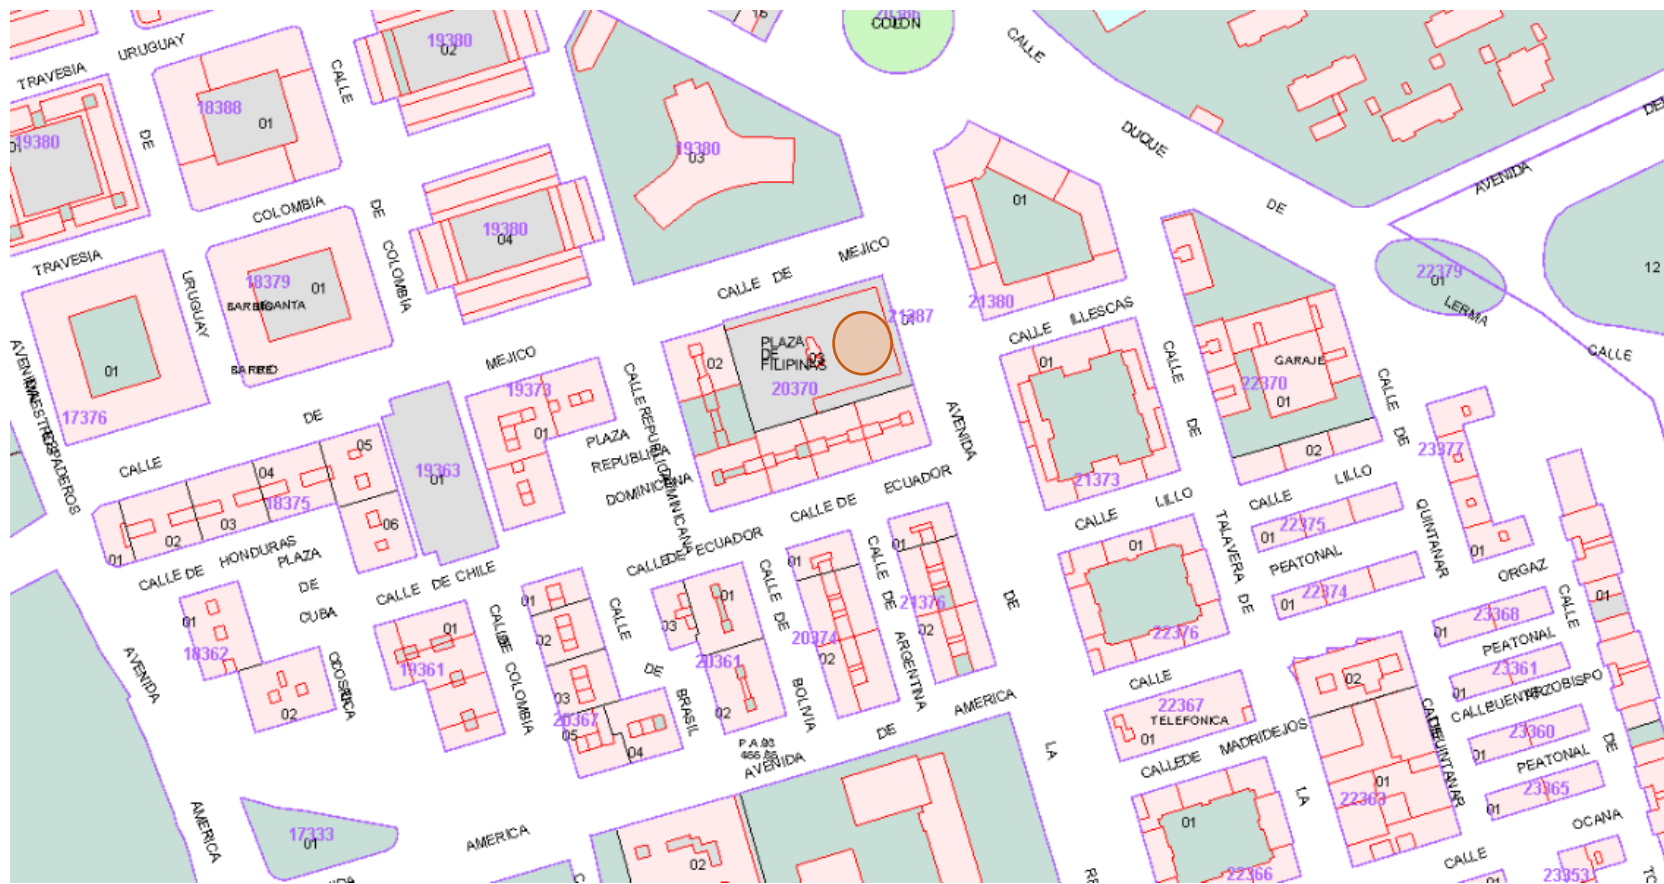 URUGUAY
TRAVESIA
19380
02
CALLE
COLON
CALLE
18388
01
DE
19380
DUQUE
19380
03
AVENIDA
COLOMBIA
DE
DE
01
TRAVESIA
URUGUAY
COLOMBIA
19380
04
MEJICO
18379
01
CALLE DE
21380
ILLESCAS
CALLE
22379
01
12
LERMA
CALLE
01
17376
MEJICO
PLAZA
DE
FILIPINAS
02
03
20370
01
CALLE
GARAJE
22370
01
19373
01
DE
CALLE
04
05
18375
03
02
01
06
19363
01
PLAZA
REPUBLICA
DOMINICANA
AVENIDA
DE
CALLE
DE
21373
02
23377
ECUADOR
CALLE DE
LILLO
CALLE
LILLO
CALLE
HONDURAS
CALLE DE
PLAZA
DE
CUBA
CALLE DE CHILE
ECUADOR
TALAVERA DE
QUINTANAR
22375
01
PEATONAL
22374
01
01
ORGAZ
CALLE
01
18362
02
01
19361
01
02
03
20367
05
04
CALLE
DE
BRASIL
03
01
20361
02
CALLE DE
BOLIVIA
01
20374
02
CALLE DE
ARGENTINA
01
21376
02
DE
01
22376
23368
01
PEATONAL
23361
01
ARZOBISPO
01
AVENIDA
COLOMBIA
CALLE
22367
TELEFONICA
01
MADRIDEJOS
02
23360
01
PEATONAL
DE
23365
01
AMERICA
DE
AVENIDA
LA
LA
22363
01
AMERICA
17333
01
AMERICA
02
01
22366
OCANA
CALLE
23353
01